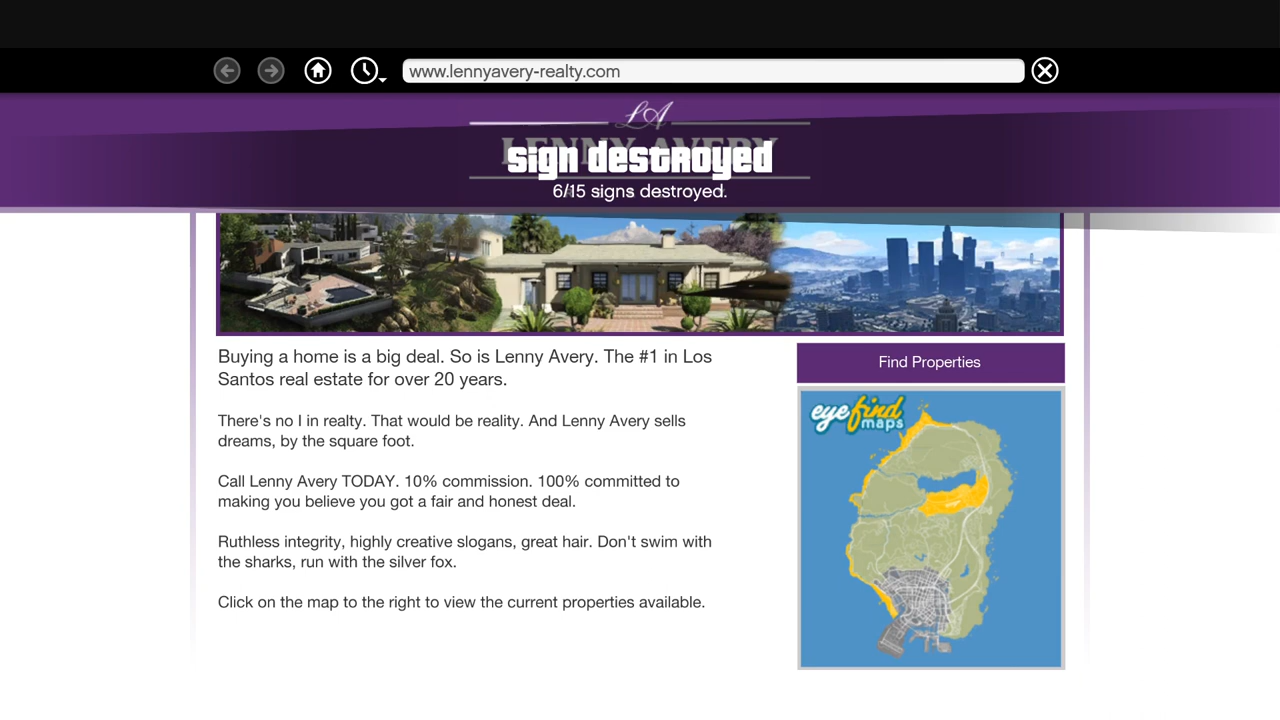 www.lennyavery-realty.com
LA
LENNY AVERY
sign destroyed
6/15 signs destroyed.
Buying a home is a big deal. So is Lenny Avery. The #1 in Los
Santos real estate for over 20 years.
There's no I in realty. That would be reality. And Lenny Avery sells
dreams, by the square foot.
Call Lenny Avery TODAY. 10% commission. 100% committed to
making you believe you got a fair and honest deal.
Ruthless integrity, highly creative slogans, great hair. Don't swim with
the sharks, run with the silver fox.
Click on the map to the right to view the current properties available.
Find Properties
eyefind
maps